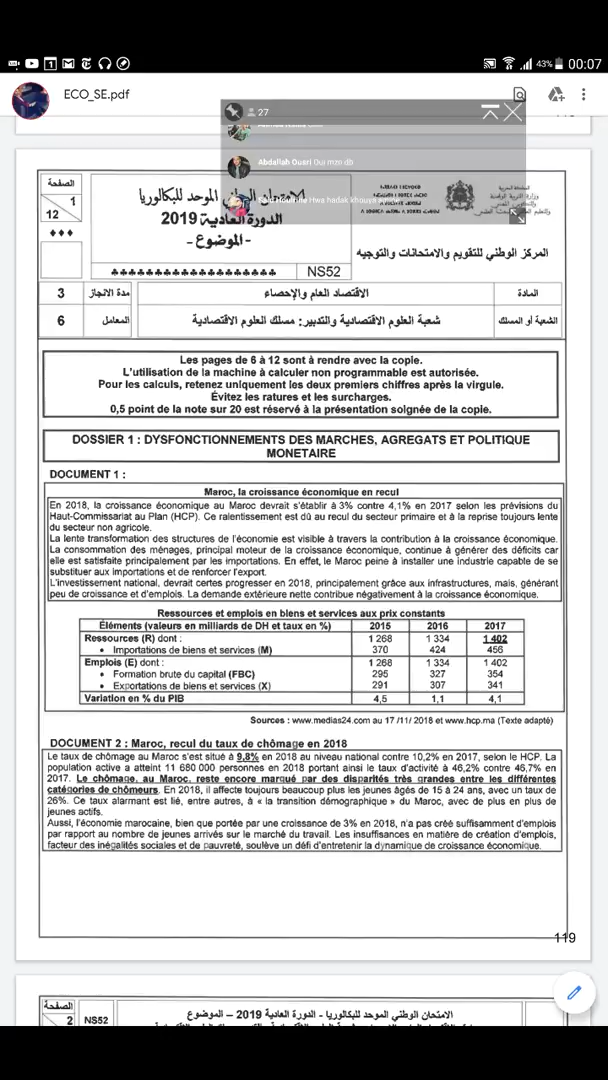 43% 00:07
ECO_SE.pdf
27
Abdallah Ouari Oui mzo db
Hwa hadak khouya
الصفحة
1
12
الامتحان الوطني الموحد للبكالوريا
الدورة العادية 2019
- الموضوع -
NS52
المملكة المغربية
المركز الوطني للتقويم والامتحانات والتوجيه
المادة الاقتصاد العام والإحصاء مدة الانجاز 3
الشعبة أو المسلك شعبة العلوم الاقتصادية والتدبير: مسلك العلوم الاقتصادية المعامل 6
Les pages de 6 à 12 sont à rendre avec la copie.
L'utilisation de la machine à calculer non programmable est autorisée.
Pour les calculs, retenez uniquement les deux premiers chiffres après la virgule.
Évitez les ratures et les surcharges.
0,5 point de la note sur 20 est réservé à la présentation soignée de la copie.
DOSSIER 1 : DYSFONCTIONNEMENTS DES MARCHES, AGREGATS ET POLITIQUE
MONETAIRE
DOCUMENT 1 :
Maroc, la croissance économique en recul
En 2018, la croissance économique au Maroc devrait s'établir à 3% contre 4,1% en 2017 selon les prévisions du
Haut-Commissariat au Plan (HCP). Ce ralentissement est dû au recul du secteur primaire et à la reprise toujours lente
du secteur non agricole.
La lente transformation des structures de l'économie est visible à travers la contribution à la croissance économique.
La consommation des ménages, principal moteur de la croissance économique, continue à générer des déficits car
elle est satisfaite principalement par les importations. En effet, le Maroc peine à installer une industrie capable de se
substituer aux importations et de renforcer l'export.
L'investissement national, devrait certes progresser en 2018, principalement grâce aux infrastructures, mais, générant
peu de croissance et d'emplois. La demande extérieure nette contribue négativement à la croissance économique.
Ressources et emplois en biens et services aux prix constants
Éléments (valeurs en milliards de DH et taux en %) 2015 2016 2017
Ressources (R) dont : 1 268 1 334 1 402
• Importations de biens et services (M) 370 424 456
Emplois (E) dont : 1 268 1 334 1 402
• Formation brute du capital (FBC) 295 327 354
• Exportations de biens et services (X) 291 307 341
Variation en % du PIB 4,5 1,1 4,1
Sources : www.medias24.com au 17 /11/ 2018 et www.hcp.ma (Texte adapté)
DOCUMENT 2 : Maroc, recul du taux de chômage en 2018
Le taux de chômage au Maroc s'est situé à 9,8% en 2018 au niveau national contre 10,2% en 2017, selon le HCP. La
population active a atteint 11 680 000 personnes en 2018 portant ainsi le taux d'activité à 46,2% contre 46,7% en
2017. Le chômage, au Maroc, reste encore marqué par des disparités très grandes entre les différentes
catégories de chômeurs. En 2018, il affecte toujours beaucoup plus les jeunes âgés de 15 à 24 ans, avec un taux de
26%. Ce taux alarmant est lié, entre autres, à « la transition démographique » du Maroc, avec de plus en plus de
jeunes actifs.
Aussi, l'économie marocaine, bien que portée par une croissance de 3% en 2018, n'a pas créé suffisamment d'emplois
par rapport au nombre de jeunes arrivés sur le marché du travail. Les insuffisances en matière de création d'emplois,
facteur des inégalités sociales et de pauvreté, soulève un défi d'entretenir la dynamique de croissance économique.
119
الصفحة
2
NS52
الامتحان الوطني الموحد للبكالوريا - الدورة العادية 2019 – الموضوع